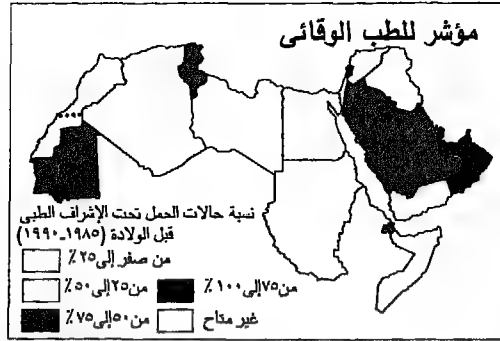 مؤشر للطب الوقائى
نسبة حالات الحمل تحت الإشراف الطبى
قبل الولادة (١٩٨٥-١٩٩٠)
من صفر إلى ٢٥٪
من ٢٥ إلى ٥٠٪
من ٧٥ إلى ١٠٠٪
من ٥٠ إلى ٧٥٪
غير متاح